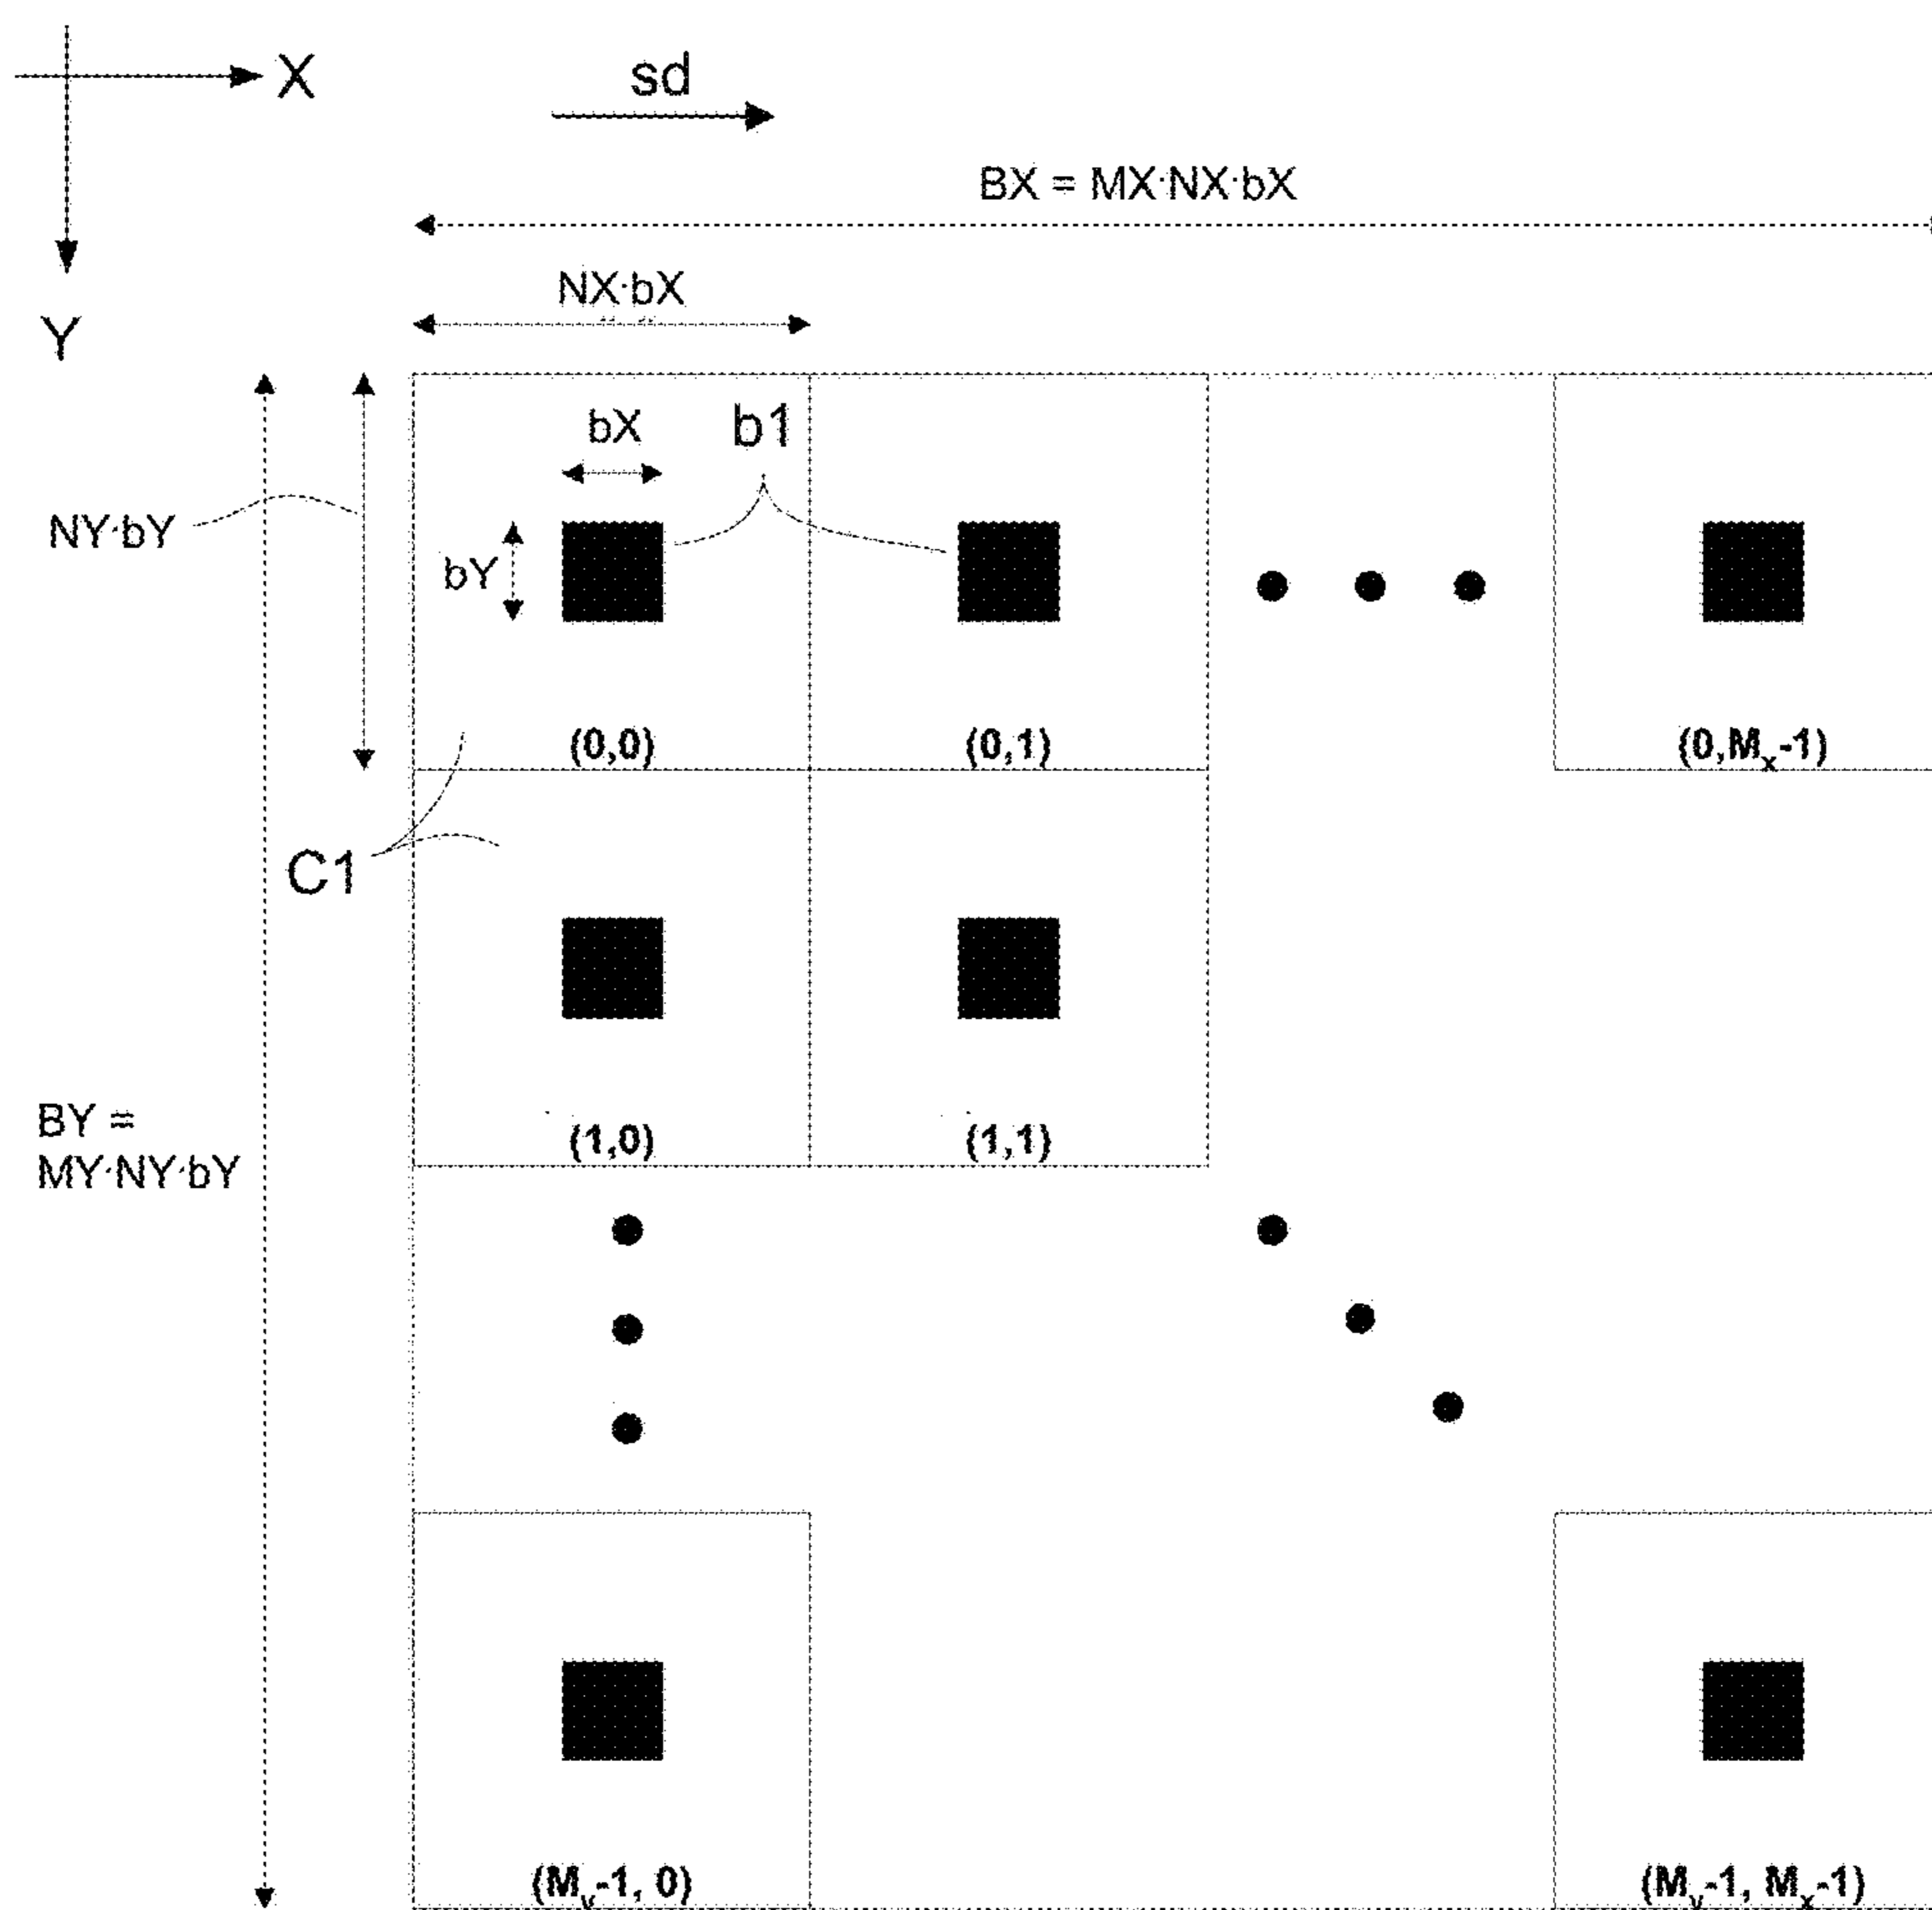 X
sd
BX = MX·NX·bX
NX·bX
Y
bX
b1
NY·bY
bY
(0,0)
(0,1)
(0,Mx-1)
C1
BY =
MY·NY·bY
(1,0)
(1,1)
(My-1, 0)
(My-1, Mx-1)